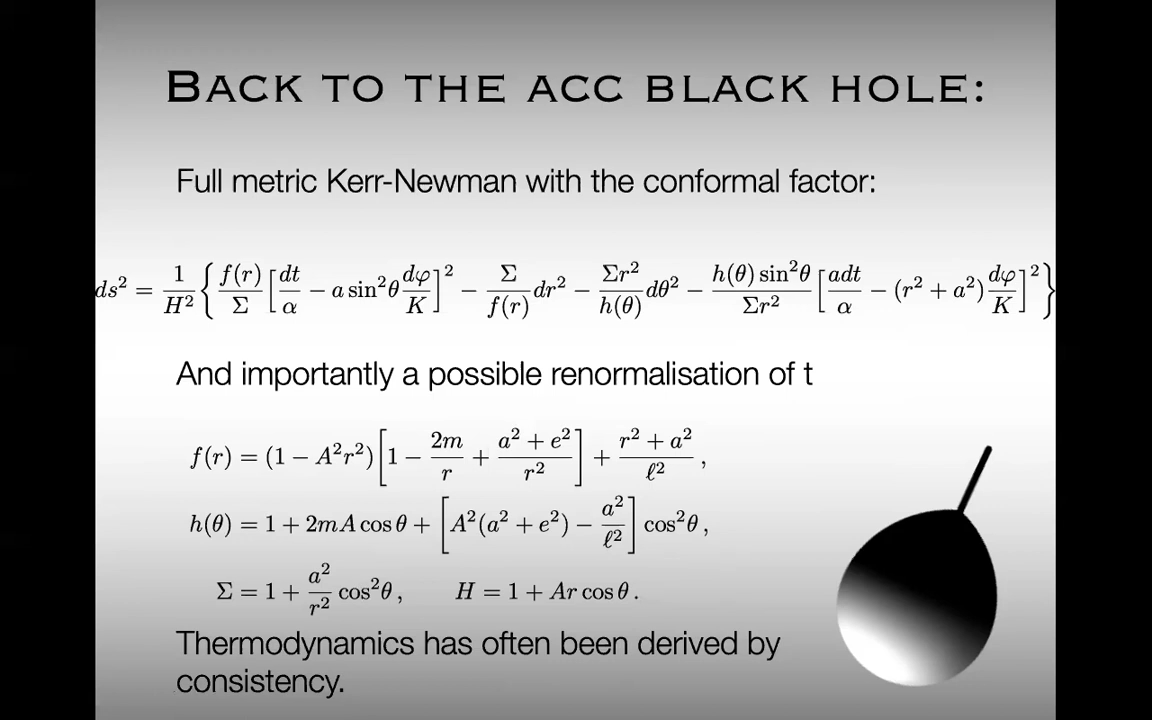 BACK TO THE ACC BLACK HOLE:
Full metric Kerr-Newman with the conformal factor:
ds² = 1/H² { f(r)/Σ [ dt/α − a sin²θ dφ/K ]² − Σ/f(r) dr² − Σr²/h(θ) dθ² − h(θ) sin²θ/Σr² [ adt/α − (r² + a²) dφ/K ]² }
And importantly a possible renormalisation of t
f(r) = (1 − A²r²) [ 1 − 2m/r + (a² + e²)/r² ] + (r² + a²)/ℓ² ,
h(θ) = 1 + 2mA cos θ + [ A²(a² + e²) − a²/ℓ² ] cos²θ ,
Σ = 1 + a²/r² cos²θ , H = 1 + Ar cos θ .
Thermodynamics has often been derived by
consistency.